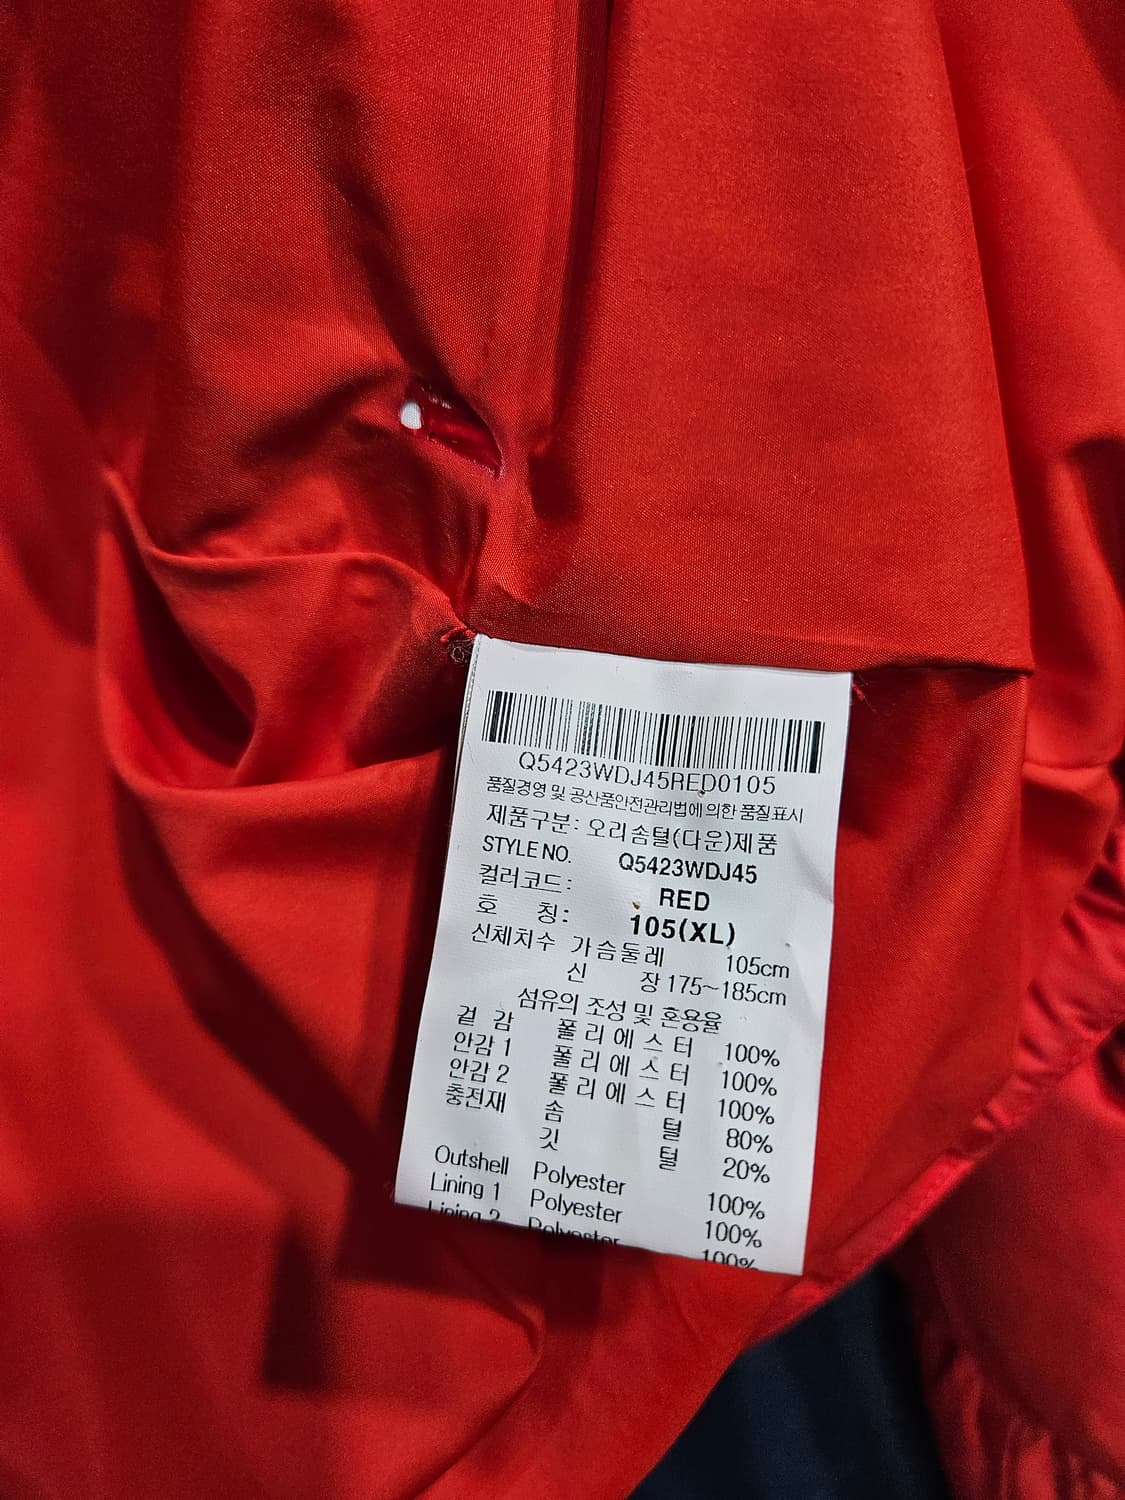 Q5423WDJ45RED0105
품질경영 및 공산품안전관리법에 의한 품질표시
제품구분: 오리솜털(다운)제품
STYLE NO. Q5423WDJ45
컬러코드: RED
호 칭: 105(XL)
신체치수 가슴둘레 105cm
신 장 175~185cm
섬유의 조성 및 혼용율
겉 감 폴리에스터 100%
안감 1 폴리에스터 100%
안감 2 폴리에스터 100%
충전재 솜 털 80%
깃 털 20%
Outshell Polyester 100%
Lining 1 Polyester 100%
Lining 2 Polyester 100%